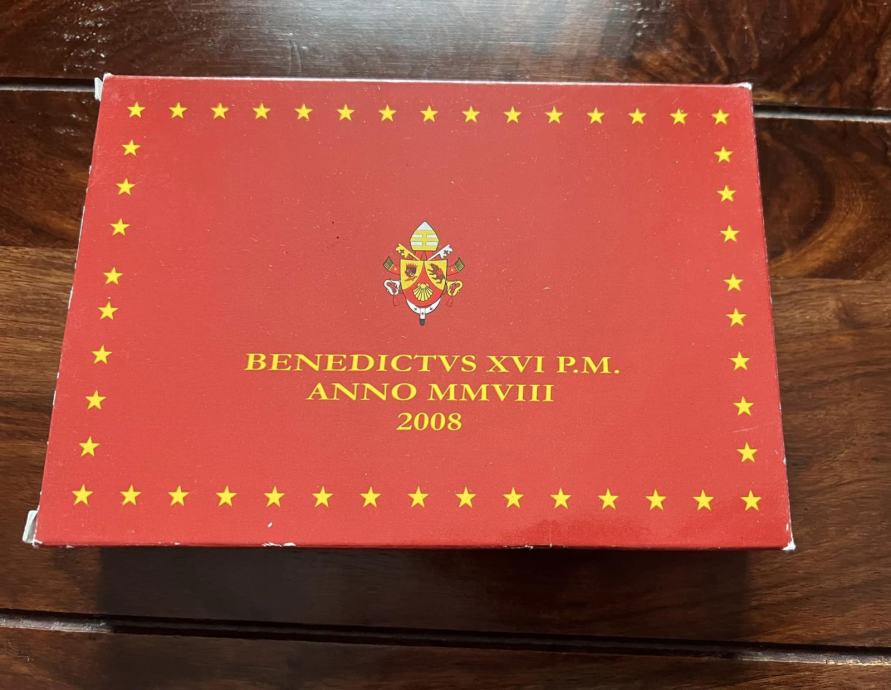 BENEDICTVS XVI P.M.
ANNO MMVIII
2008